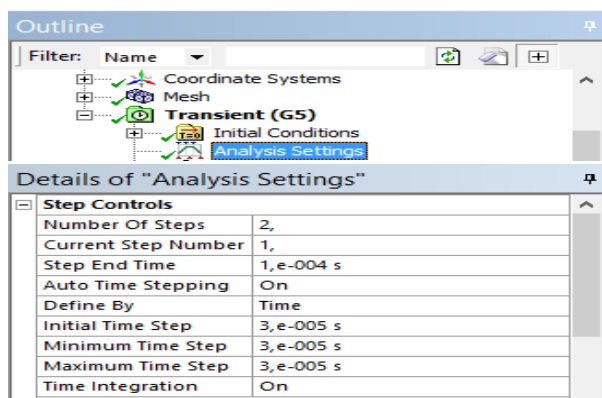 Outline
Filter: Name
Coordinate Systems
Mesh
Transient (G5)
T=0 Initial Conditions
Analysis Settings
Details of "Analysis Settings"
Step Controls
Number Of Steps 2,
Current Step Number 1,
Step End Time 1,e-004 s
Auto Time Stepping On
Define By Time
Initial Time Step 3,e-005 s
Minimum Time Step 3,e-005 s
Maximum Time Step 3,e-005 s
Time Integration On